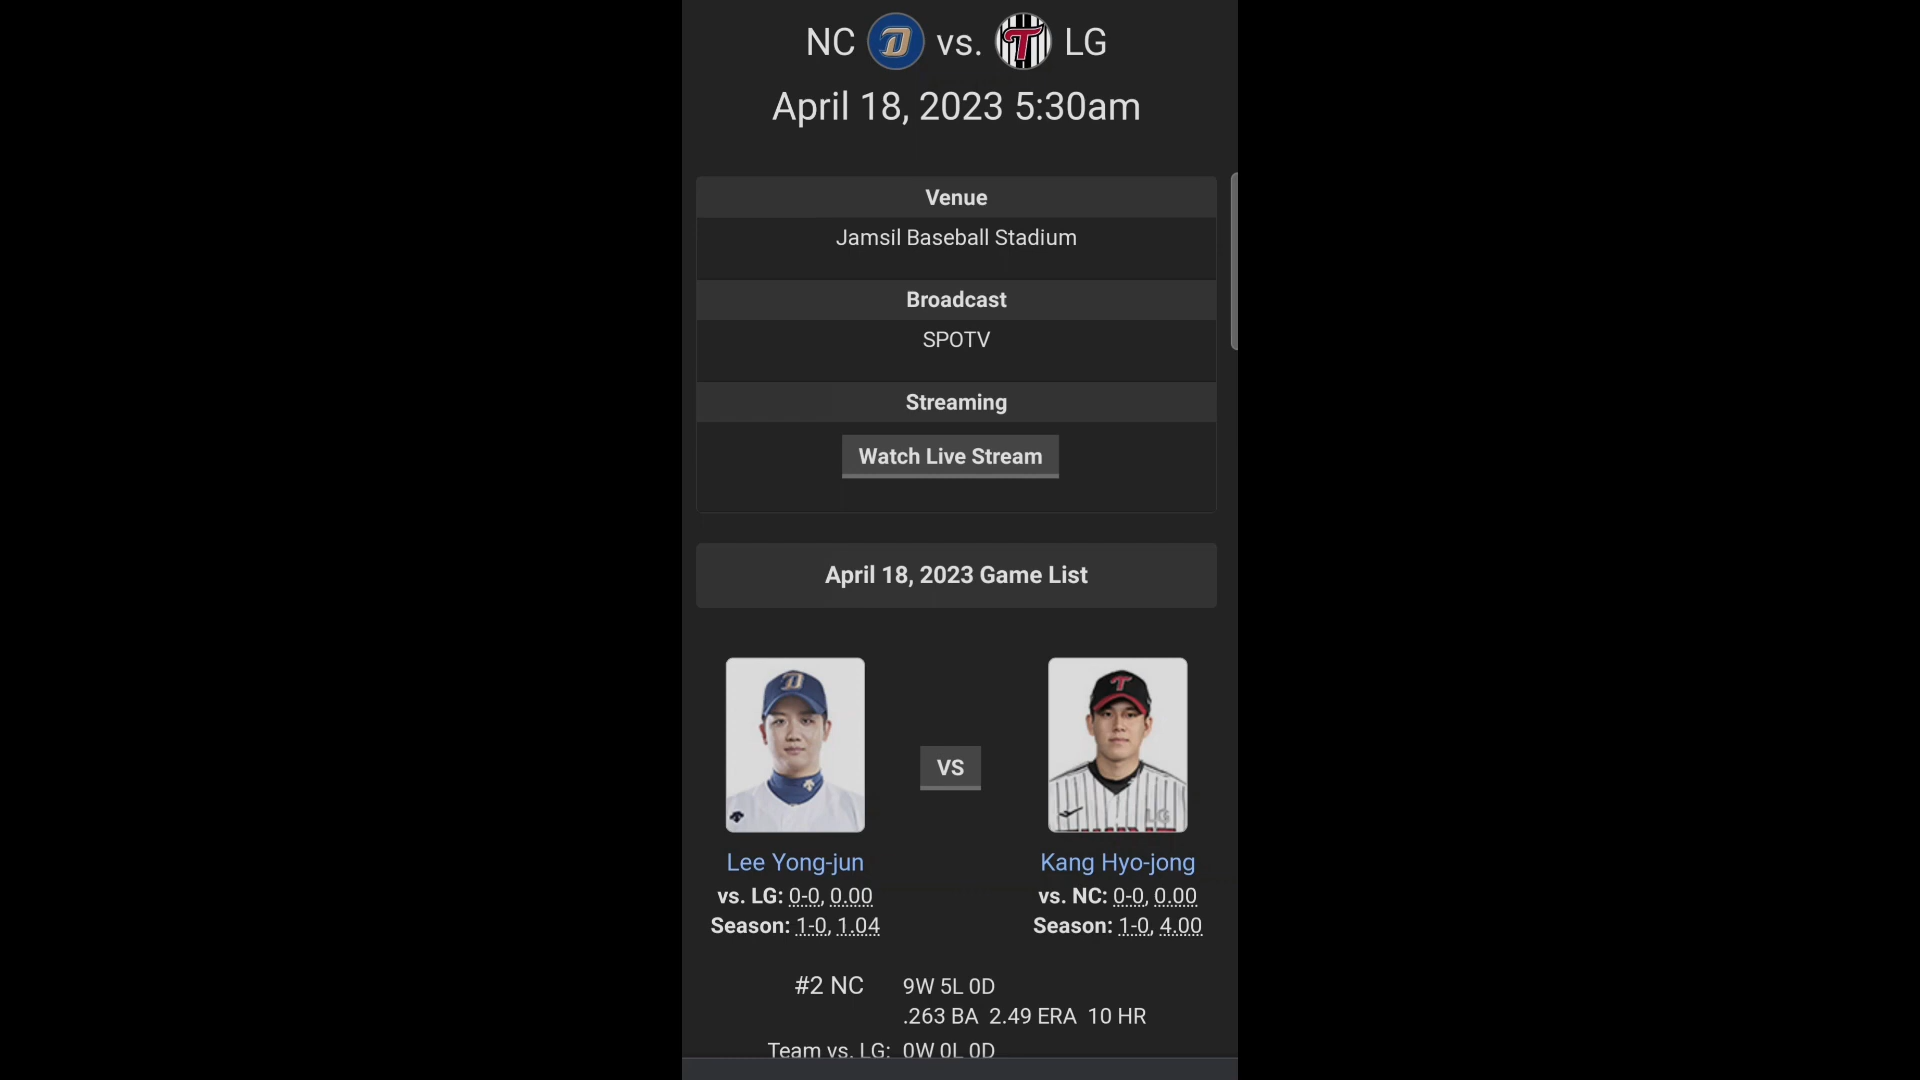 NC vs. LG
April 18, 2023 5:30am
Venue
Jamsil Baseball Stadium
Broadcast
SPOTV
Streaming
Watch Live Stream
April 18, 2023 Game List
VS
Lee Yong-jun
Kang Hyo-jong
vs. LG: 0-0, 0.00
vs. NC: 0-0, 0.00
Season: 1-0, 1.04
Season: 1-0, 4.00
#2 NC 9W 5L 0D
.263 BA 2.49 ERA 10 HR
Team vs. LG: 0W 0L 0D